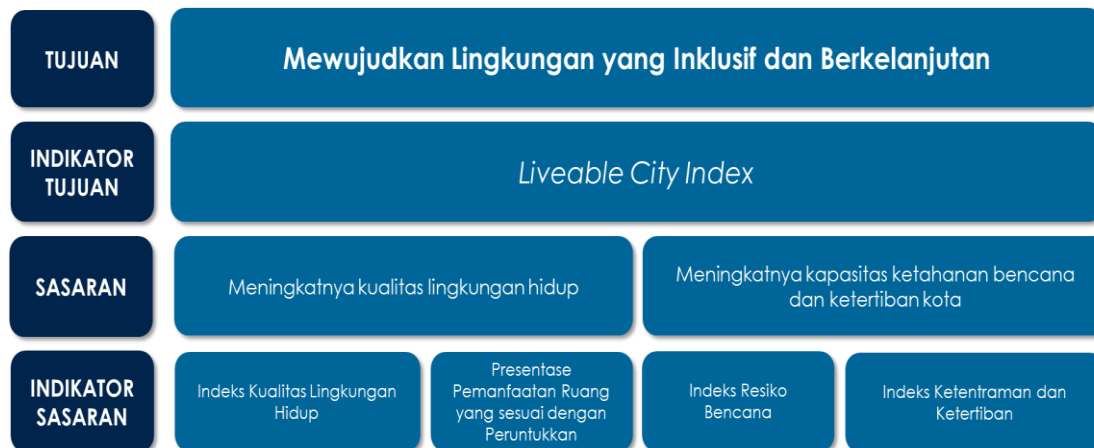 TUJUAN
Mewujudkan Lingkungan yang Inklusif dan Berkelanjutan
INDIKATOR
TUJUAN
Liveable City Index
SASARAN
Meningkatnya kualitas lingkungan hidup
Meningkatnya kapasitas ketahanan bencana
dan ketertiban kota
INDIKATOR
SASARAN
Indeks Kualitas Lingkungan
Hidup
Presentase
Pemanfaatan Ruang
yang sesuai dengan
Peruntukkan
Indeks Resiko
Bencana
Indeks Ketentraman dan
Ketertiban